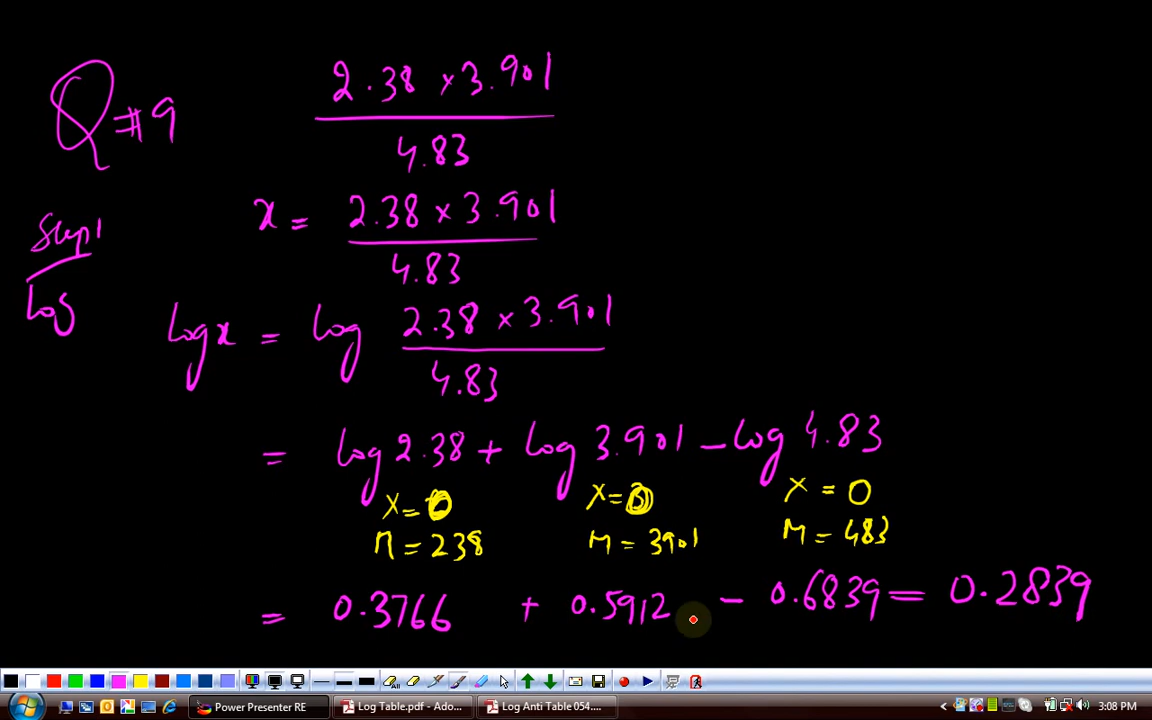 Q#9
2.38 × 3.901
4.83
Step1
x = 2.38 × 3.901
4.83
Log
logx = log 2.38 × 3.901
4.83
= log 2.38 + log 3.901 - log 4.83
X = 0 X = 0 X = 0
M = 238 M = 3901 M = 483
= 0.3766 + 0.5912 - 0.6839 = 0.2839
Power Presenter RE
Log Table.pdf - Ado...
Log Anti Table 054....
3:08 PM